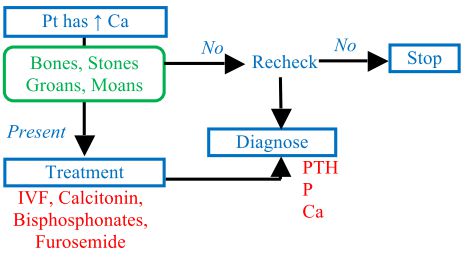 Pt has ↑ Ca
Bones, Stones
Groans, Moans
No
Recheck
No
Stop
Present
Diagnose
Treatment
PTH
P
Ca
IVF, Calcitonin,
Bisphosphonates,
Furosemide